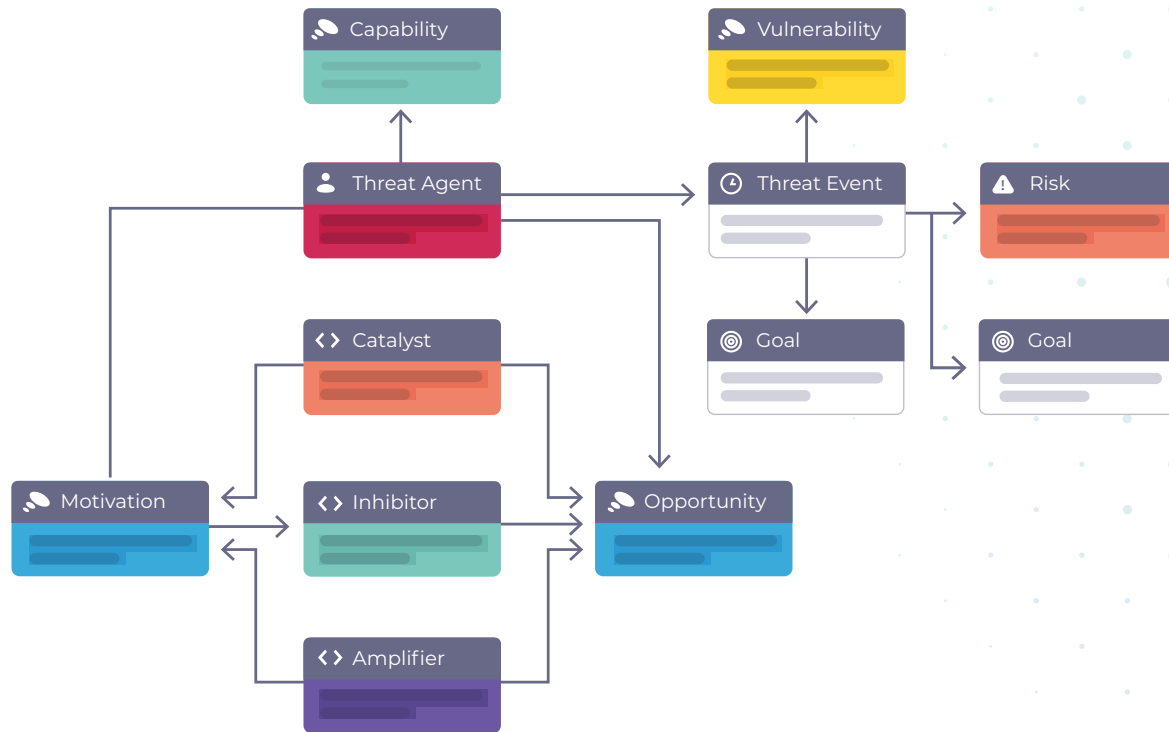 Capability
Vulnerability
Threat Agent
Threat Event
Risk
Catalyst
Goal
Goal
Motivation
Inhibitor
Opportunity
Amplifier